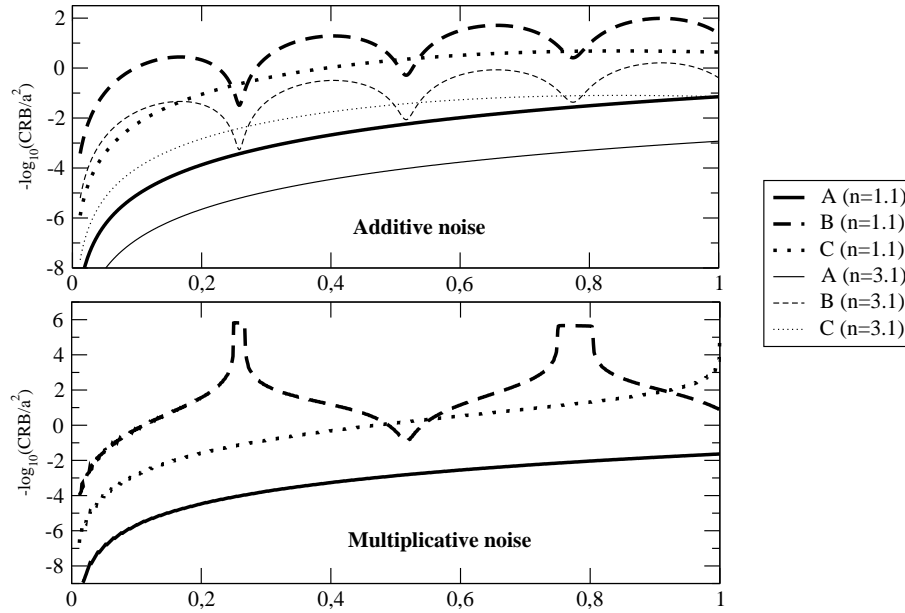 2
0
-2
-4
-6
-8
-log10(CRB/a2)
Additive noise
0 0,2 0,4 0,6 0,8 1
6
4
2
0
-2
-4
-6
-8
-log10(CRB/a2)
Multiplicative noise
0 0,2 0,4 0,6 0,8 1
A (n=1.1)
B (n=1.1)
C (n=1.1)
A (n=3.1)
B (n=3.1)
C (n=3.1)